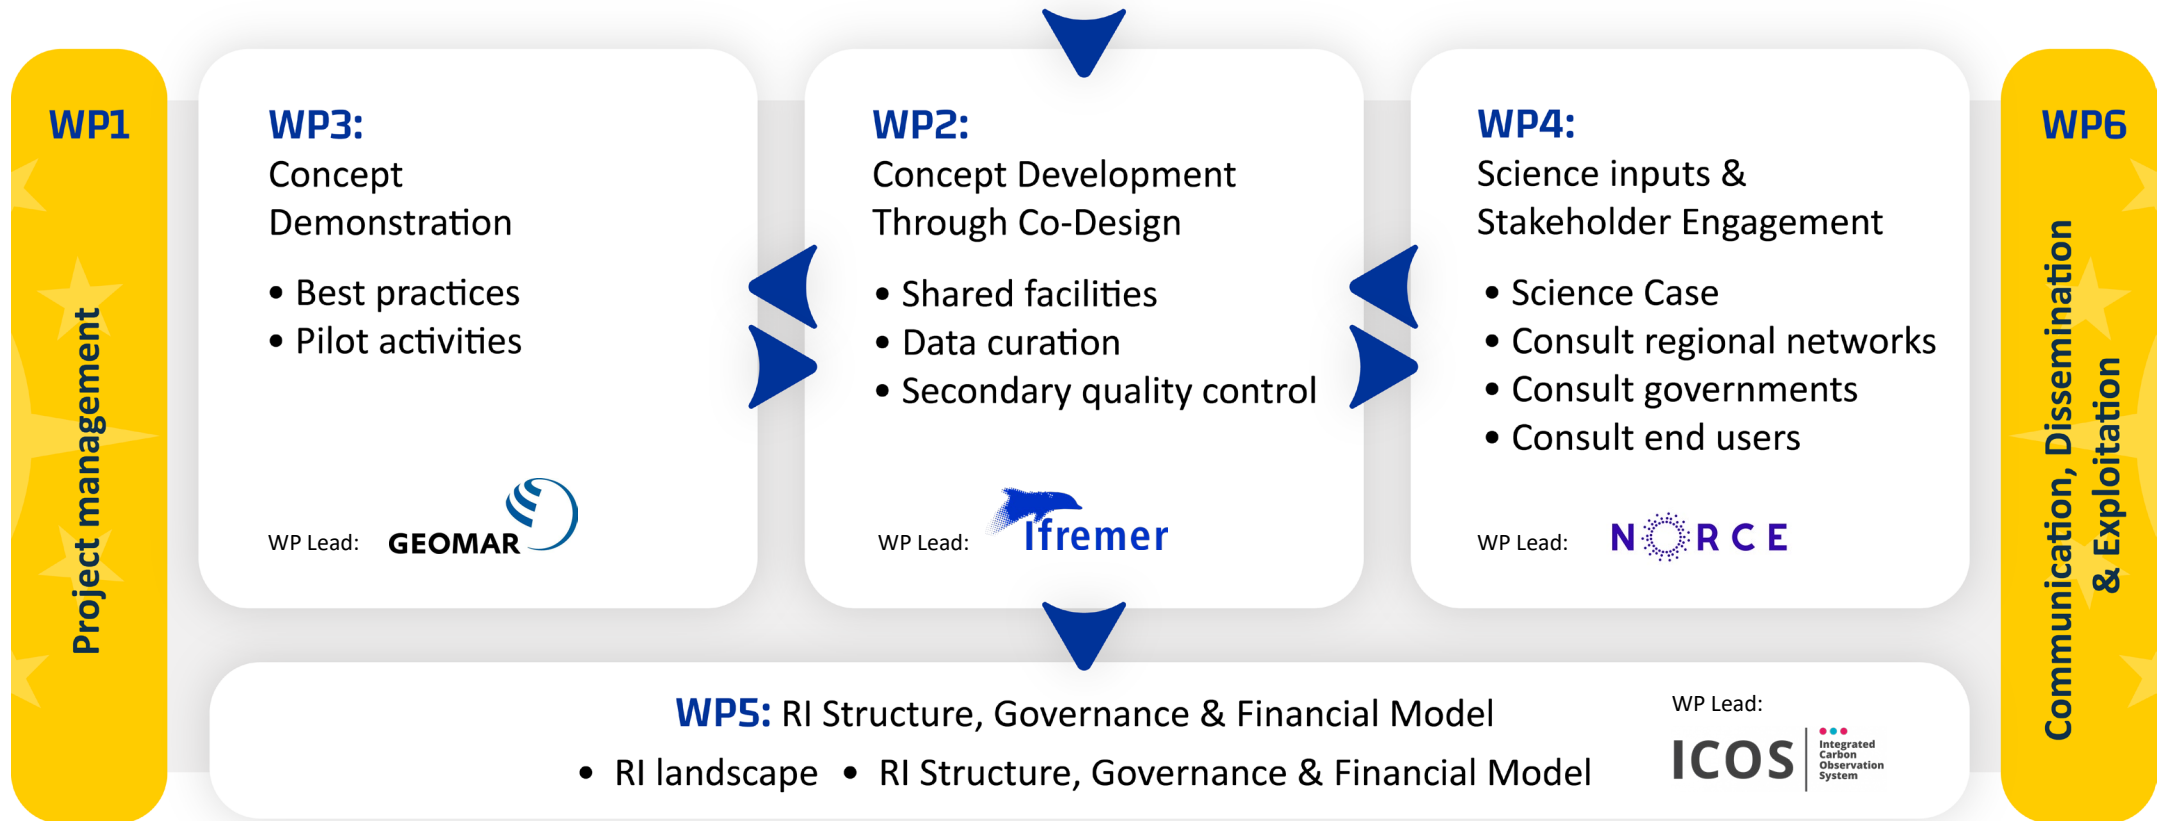 WP1
Project management
WP3:
Concept
Demonstration
• Best practices
• Pilot activities
WP Lead:
GEOMAR
WP2:
Concept Development
Through Co-Design
• Shared facilities
• Data curation
• Secondary quality control
WP Lead:
Ifremer
WP4:
Science inputs &
Stakeholder Engagement
• Science Case
• Consult regional networks
• Consult governments
• Consult end users
WP Lead:
NORCE
WP5: RI Structure, Governance & Financial Model
• RI landscape • RI Structure, Governance & Financial Model
WP Lead:
ICOS
Integrated
Carbon
Observation
System
WP6
Communication, Dissemination
& Exploitation